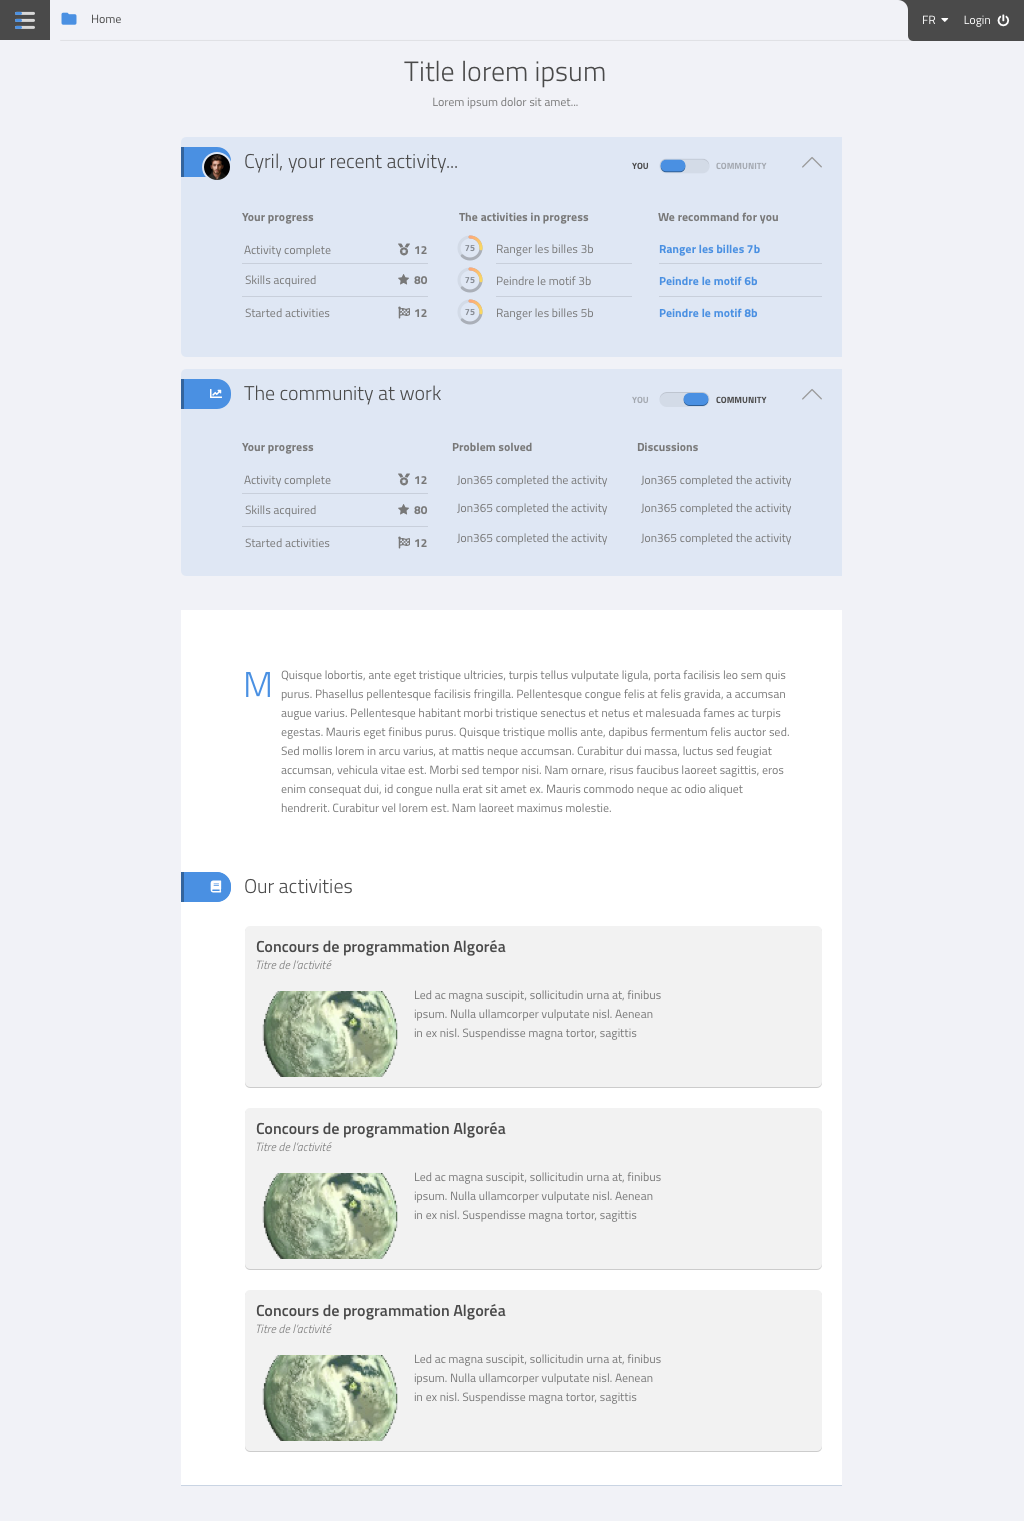 Home
FR
Login
Title lorem ipsum
Lorem ipsum dolor sit amet...
Cyril, your recent activity...
YOU
COMMUNITY
Your progress
Activity complete 12
Skills acquired 80
Started activities 12
The activities in progress
75 Ranger les billes 3b
75 Peindre le motif 3b
75 Ranger les billes 5b
We recommand for you
Ranger les billes 7b
Peindre le motif 6b
Peindre le motif 8b
The community at work
YOU
COMMUNITY
Your progress
Activity complete 12
Skills acquired 80
Started activities 12
Problem solved
Jon365 completed the activity
Jon365 completed the activity
Jon365 completed the activity
Discussions
Jon365 completed the activity
Jon365 completed the activity
Jon365 completed the activity
M Quisque lobortis, ante eget tristique ultricies, turpis tellus vulputate ligula, porta facilisis leo sem quis
purus. Phasellus pellentesque facilisis fringilla. Pellentesque congue felis at felis gravida, a accumsan
augue varius. Pellentesque habitant morbi tristique senectus et netus et malesuada fames ac turpis
egestas. Mauris eget finibus purus. Quisque tristique mollis ante, dapibus fermentum felis auctor sed.
Sed mollis lorem in arcu varius, at mattis neque accumsan. Curabitur dui massa, luctus sed feugiat
accumsan, vehicula vitae est. Morbi sed tempor nisi. Nam ornare, risus faucibus laoreet sagittis, eros
enim consequat dui, id congue nulla erat sit amet ex. Mauris commodo neque ac odio aliquet
hendrerit. Curabitur vel lorem est. Nam laoreet maximus molestie.
Our activities
Concours de programmation Algoréa
Titre de l'activité
Led ac magna suscipit, sollicitudin urna at, finibus
ipsum. Nulla ullamcorper vulputate nisl. Aenean
in ex nisl. Suspendisse magna tortor, sagittis
Concours de programmation Algoréa
Titre de l'activité
Led ac magna suscipit, sollicitudin urna at, finibus
ipsum. Nulla ullamcorper vulputate nisl. Aenean
in ex nisl. Suspendisse magna tortor, sagittis
Concours de programmation Algoréa
Titre de l'activité
Led ac magna suscipit, sollicitudin urna at, finibus
ipsum. Nulla ullamcorper vulputate nisl. Aenean
in ex nisl. Suspendisse magna tortor, sagittis